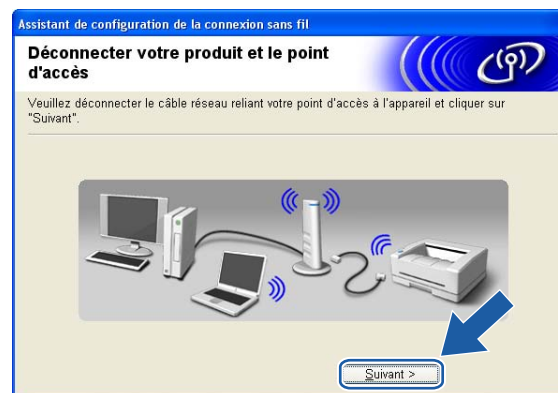 Assistant de configuration de la connexion sans fil
Déconnecter votre produit et le point
d'accès
Veuillez déconnecter le câble réseau reliant votre point d'accès à l'appareil et cliquer sur
"Suivant".
Suivant >